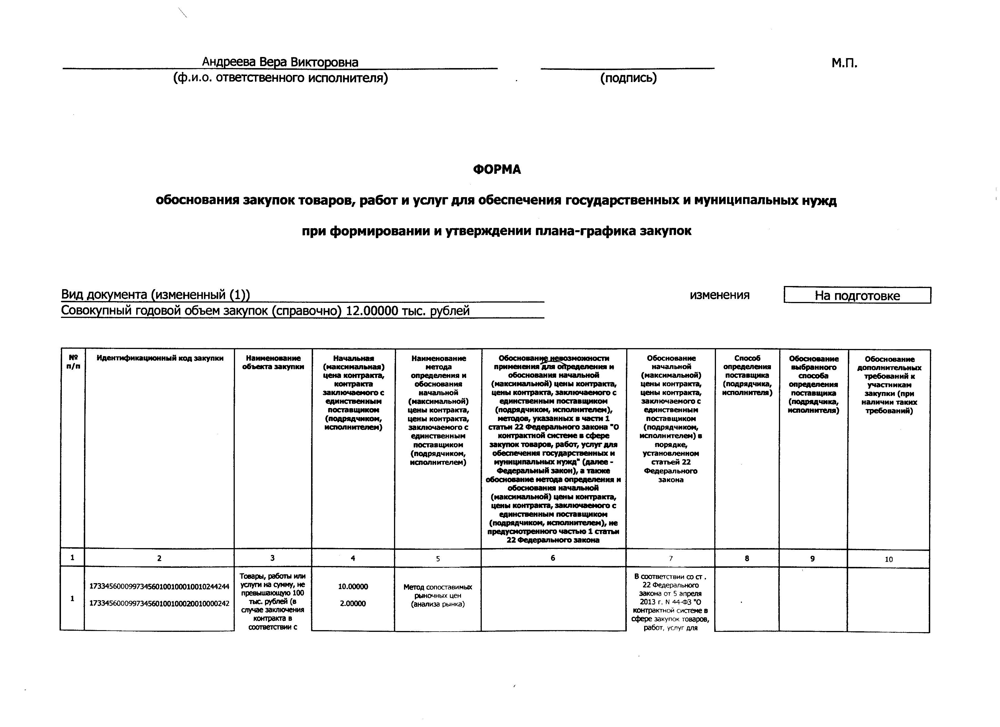 Андреева Вера Викторовна
(ф.и.о. ответственного исполнителя)
(подпись)
М.П.
ФОРМА
обоснования закупок товаров, работ и услуг для обеспечения государственных и муниципальных нужд
при формировании и утверждении плана-графика закупок
Вид документа (измененный (1))
изменения
На подготовке
Совокупный годовой объем закупок (справочно) 12.00000 тыс. рублей
№
п/п
Идентификационный код закупки
Наименование
объекта закупки
Начальная
(максимальная)
цена контракта,
контракта
заключаемого с
единственным
поставщиком
(подрядчиком,
исполнителем)
Наименование
метода
определения и
обоснования
начальной
(максимальной)
цены контракта,
цены контракта,
заключаемого с
единственным
поставщиком
(подрядчиком,
исполнителем)
Обоснование невозможности
применения для определения и
обоснования начальной
(максимальной) цены контракта,
цены контракта, заключаемого с
единственным поставщиком
(подрядчиком, исполнителем),
методов, указанных в части 1
статьи 22 Федерального закона "О
контрактной системе в сфере
закупок товаров, работ, услуг для
обеспечения государственных и
муниципальных нужд" (далее -
Федеральный закон), а также
обоснование метода определения и
обоснования начальной
(максимальной) цены контракта,
цены контракта, заключаемого с
единственным поставщиком
(подрядчиком, исполнителем), не
предусмотренного частью 1 статьи
22 Федерального закона
Обоснование
начальной
(максимальной)
цены контракта,
цены контракта,
заключаемого с
единственным
поставщиком
(подрядчиком,
исполнителем) в
порядке,
установленном
статьей 22
Федерального
закона
Способ
определения
поставщика
(подрядчика,
исполнителя)
Обоснование
выбранного
способа
определения
поставщика
(подрядчика,
исполнителя)
Обоснование
дополнительных
требований к
участникам
закупки (при
наличии таких
требований)
1
2
3
4
5
6
7
8
9
10
1
173345600099734560100100010010244244
173345600099734560100100020010000242
Товары, работы или
услуги на сумму, не
превышающую 100
тыс. рублей (в
случае заключения
контракта в
соответствии с
10.00000
2.00000
Метод сопоставимых
рыночных цен
(анализа рынка)
В соответствии со ст .
22 Федерального
закона от 5 апреля
2013 г. N 44-ФЗ "О
контрактной системе в
сфере закупок товаров,
работ, услуг для